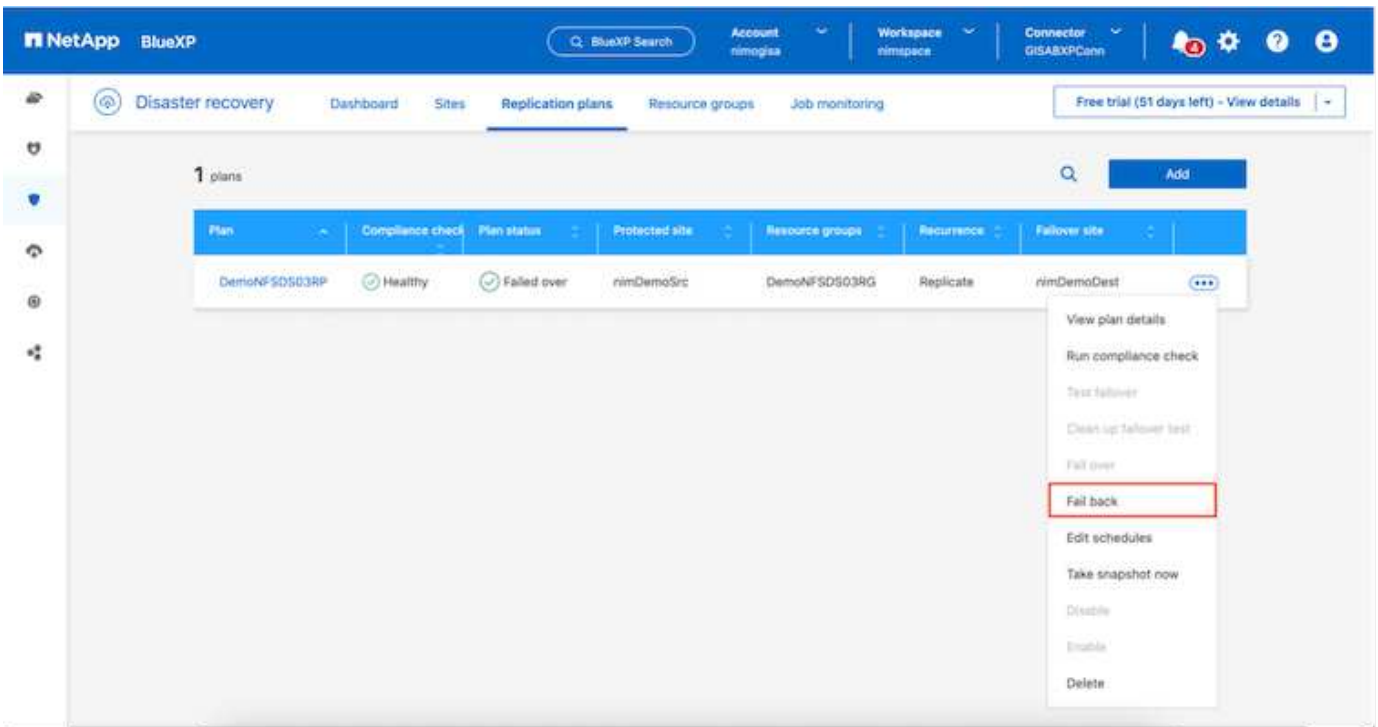 NetApp BlueXP
BlueXP Search
Account
nimogisa
Workspace
nimspace
Connector
GISABXPConn
4
Disaster recovery
Dashboard
Sites
Replication plans
Resource groups
Job monitoring
Free trial (51 days left) - View details
1 plans
Add
Plan
Compliance check
Plan status
Protected site
Resource groups
Recurrence
Failover site
DemoNFSDS03RP
Healthy
Failed over
nimDemoSrc
DemoNFSDS03RG
Replicate
nimDemoDest
View plan details
Run compliance check
Test failover
Clean up failover test
Fail over
Fail back
Edit schedules
Take snapshot now
Disable
Enable
Delete